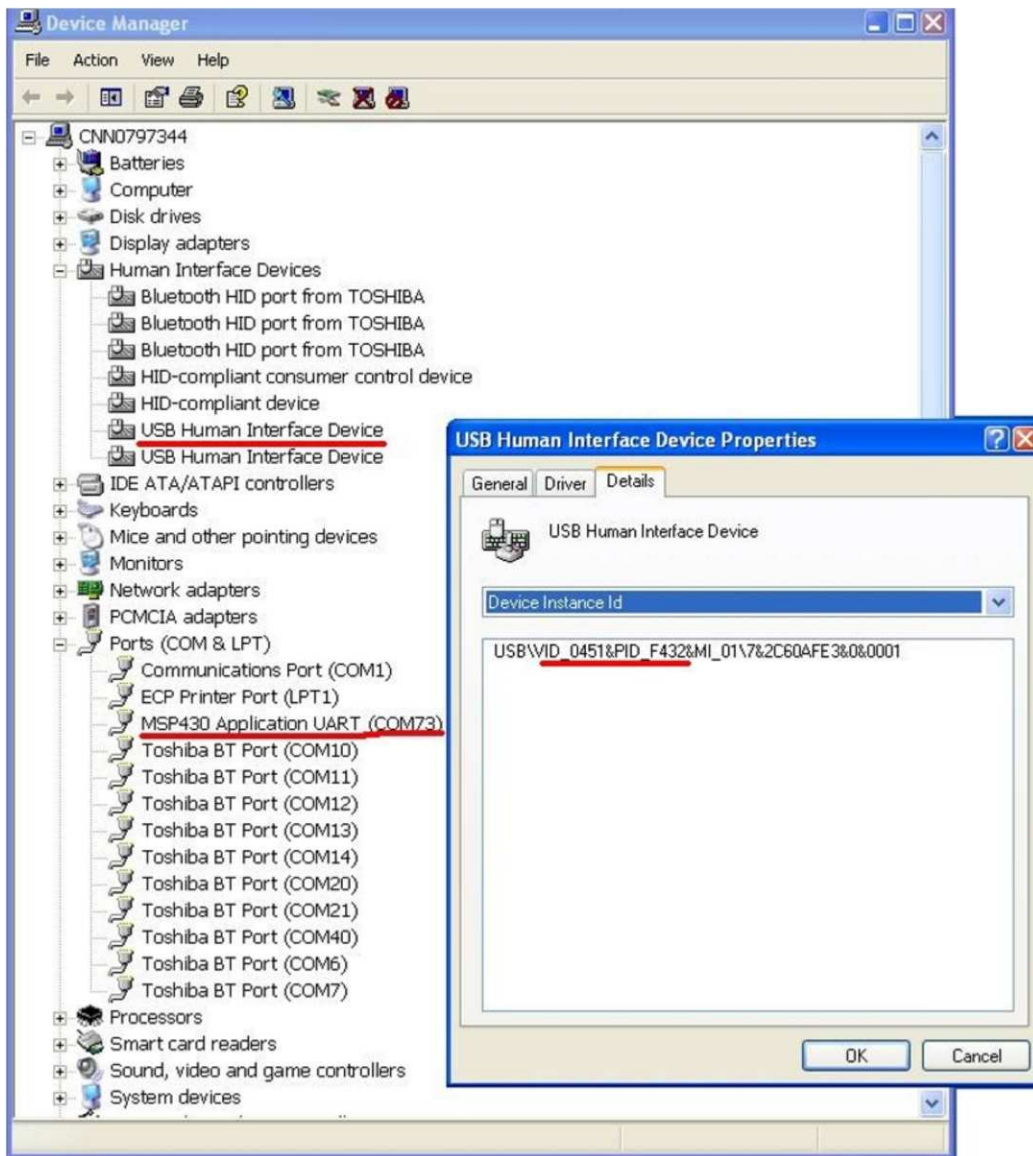 Device Manager
File Action View Help
CNN0797344
Batteries
Computer
Disk drives
Display adapters
Human Interface Devices
Bluetooth HID port from TOSHIBA
Bluetooth HID port from TOSHIBA
Bluetooth HID port from TOSHIBA
HID-compliant consumer control device
HID-compliant device
USB Human Interface Device
USB Human Interface Device
IDE ATA/ATAPI controllers
Keyboards
Mice and other pointing devices
Monitors
Network adapters
PCMCIA adapters
Ports (COM & LPT)
Communications Port (COM1)
ECP Printer Port (LPT1)
MSP430 Application UART (COM73)
Toshiba BT Port (COM10)
Toshiba BT Port (COM11)
Toshiba BT Port (COM12)
Toshiba BT Port (COM13)
Toshiba BT Port (COM14)
Toshiba BT Port (COM20)
Toshiba BT Port (COM21)
Toshiba BT Port (COM40)
Toshiba BT Port (COM6)
Toshiba BT Port (COM7)
Processors
Smart card readers
Sound, video and game controllers
System devices
USB Human Interface Device Properties
General Driver Details
USB Human Interface Device
Device Instance Id
USB\VID_0451&PID_F432&MI_01\7&2C60AFE3&0&0001
OK Cancel